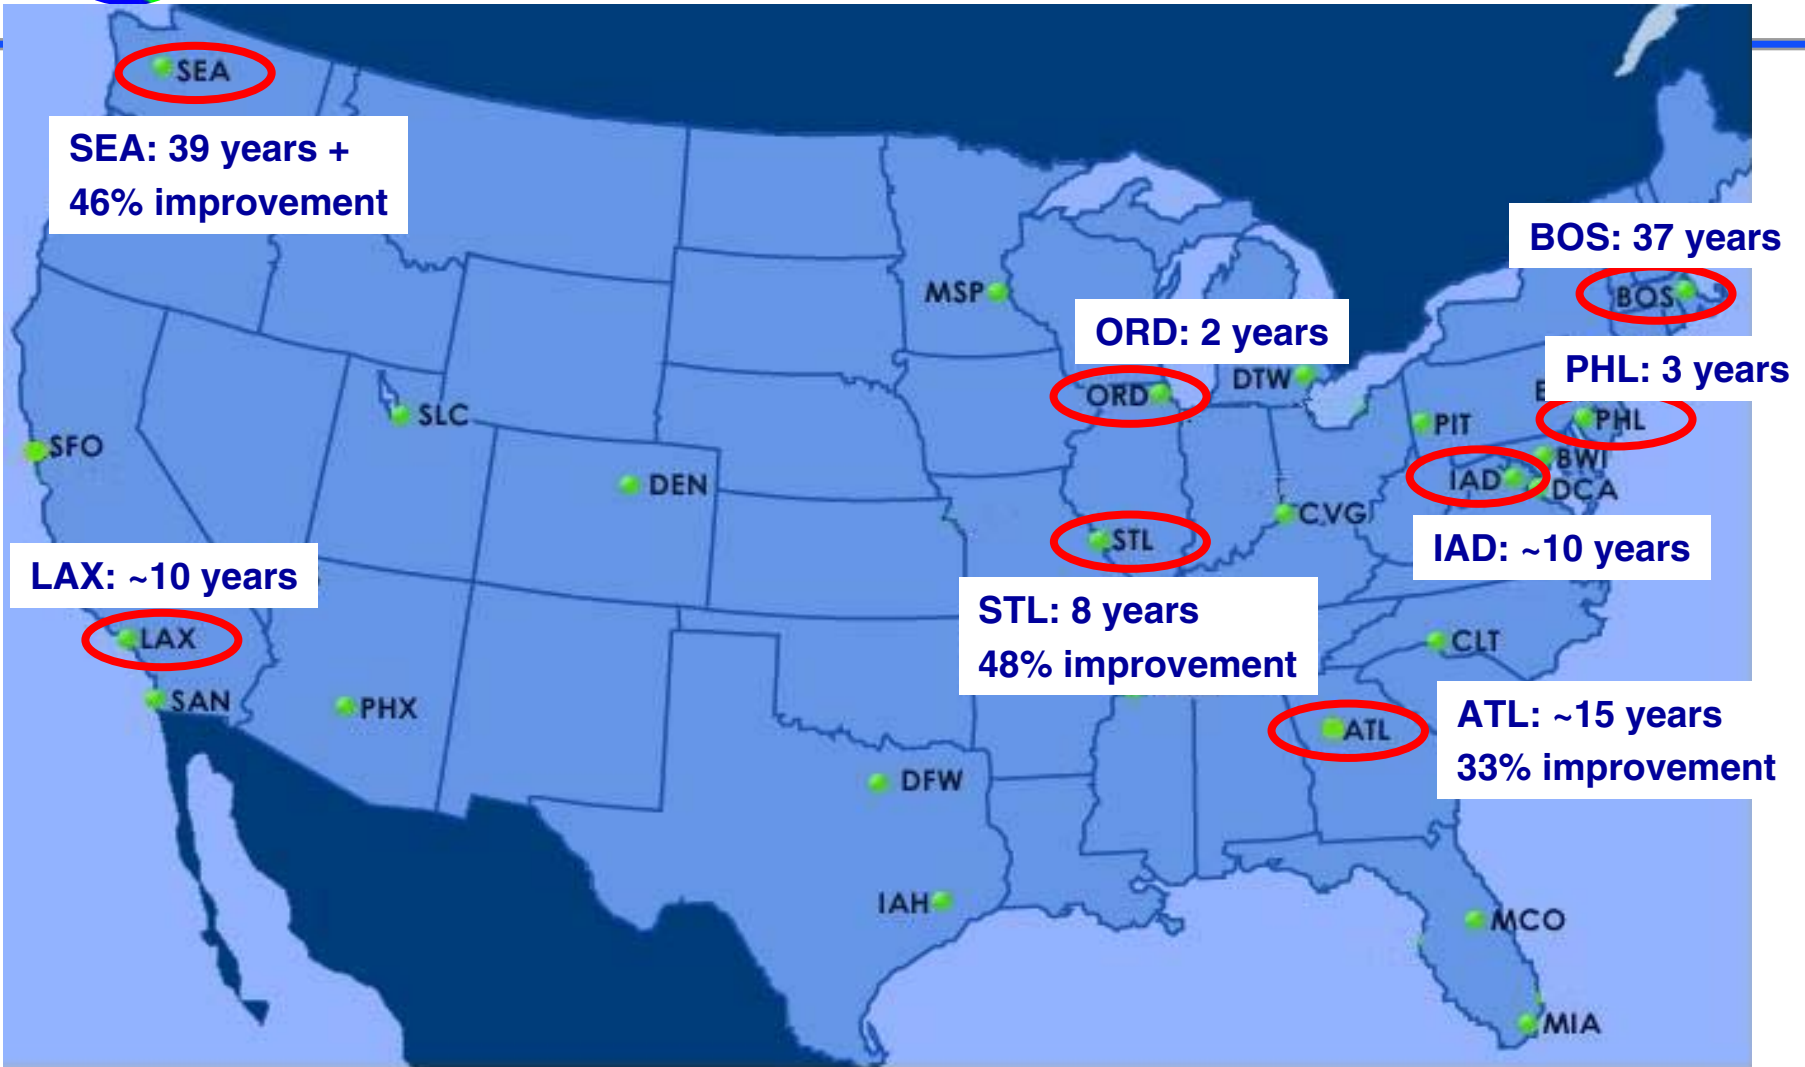 SEA
SEA: 39 years +
46% improvement
BOS: 37 years
BOS
MSP
ORD: 2 years
PHL: 3 years
ORD
DTW
SLC
PIT
PHL
SFO
BWI
IAD
DCA
DEN
CVG
STL
IAD: ~10 years
LAX: ~10 years
STL: 8 years
48% improvement
LAX
CLT
SAN
PHX
ATL
ATL: ~15 years
33% improvement
DFW
IAH
MCO
MIA